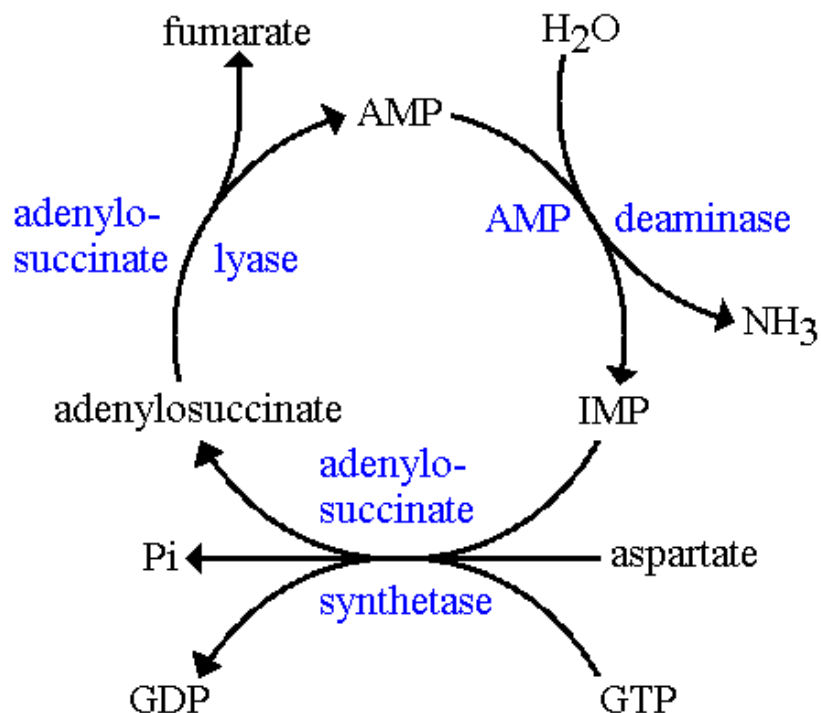 fumarate
H2O
AMP
adenylo-
succinate lyase
AMP deaminase
NH3
adenylosuccinate
IMP
adenylo-
succinate
Pi
aspartate
synthetase
GDP
GTP